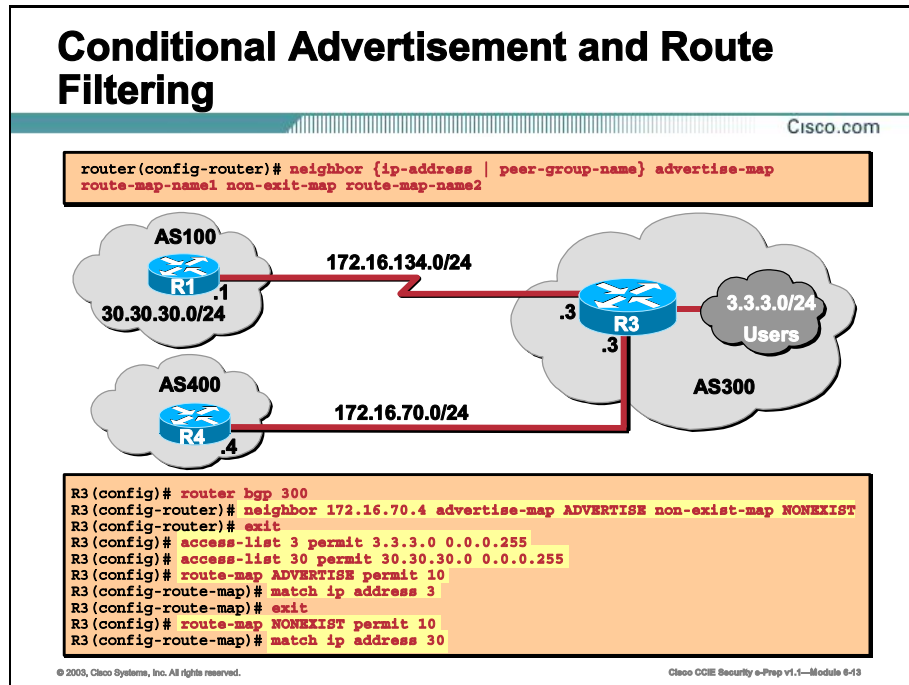 Conditional Advertisement and Route
Filtering
Cisco.com
router(config-router)# neighbor {ip-address | peer-group-name} advertise-map
route-map-name1 non-exit-map route-map-name2
AS100
172.16.134.0/24
R1
.1
30.30.30.0/24
.3
R3
3.3.3.0/24
Users
.3
AS400
AS300
172.16.70.0/24
R4
.4
R3(config)# router bgp 300
R3(config-router)# neighbor 172.16.70.4 advertise-map ADVERTISE non-exist-map NONEXIST
R3(config-router)# exit
R3(config)# access-list 3 permit 3.3.3.0 0.0.0.255
R3(config)# access-list 30 permit 30.30.30.0 0.0.0.255
R3(config)# route-map ADVERTISE permit 10
R3(config-route-map)# match ip address 3
R3(config-route-map)# exit
R3(config)# route-map NONEXIST permit 10
R3(config-route-map)# match ip address 30
© 2003, Cisco Systems, Inc. All rights reserved.
Cisco CCIE Security e-Prep v1.1—Module 6-13